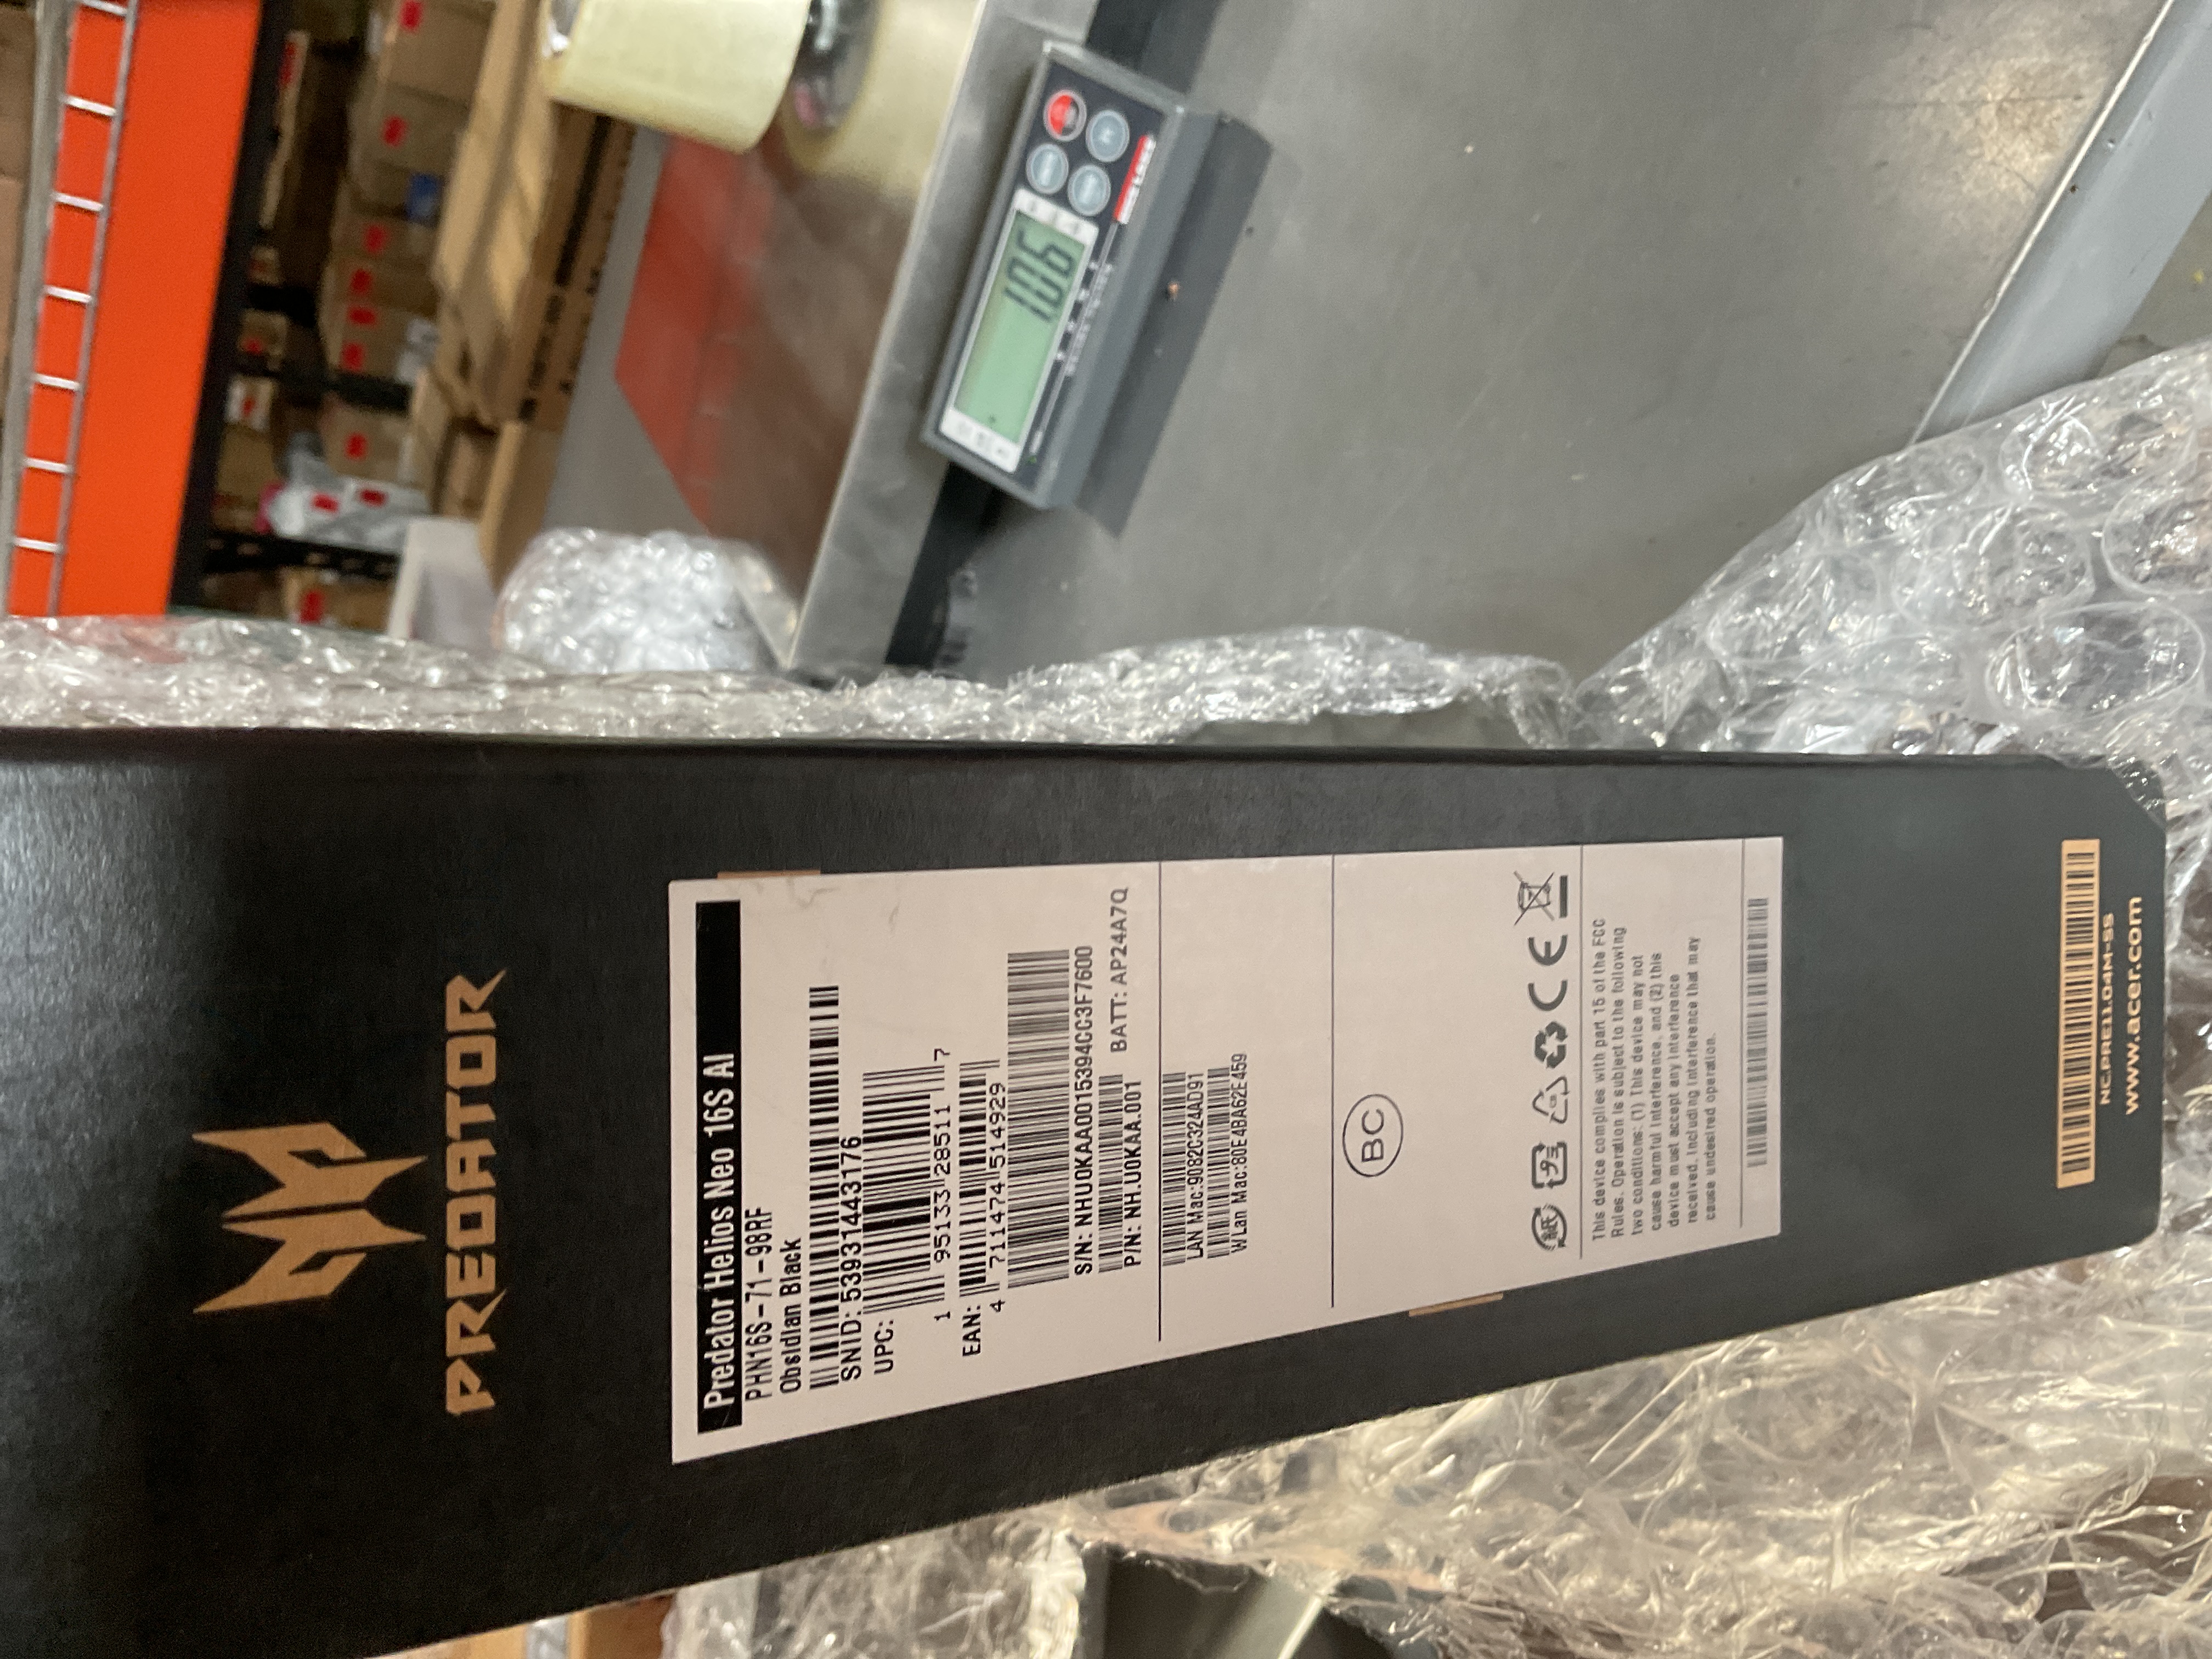 PREDATOR
Predator Helios Neo 16S AI
PHN16S-71-98RF
Obsidian Black
SNID: 53931443176
UPC:
1 95133 28511 7
EAN:
4 711474 514929
S/N: NHU0KAA0015394CC3F7600
P/N: NH.U0KAA.001 BATT: AP24A7Q
LAN Mac:9082C324AD91
WLan Mac:80E4BA62E459
BC
This device complies with part 15 of the FCC
Rules. Operation is subject to the following
two conditions: (1) This device may not
cause harmful interference, and (2) this
device must accept any interference
received, including interference that may
cause undesired operation.
NC.PRE11.04M-SS
www.acer.com